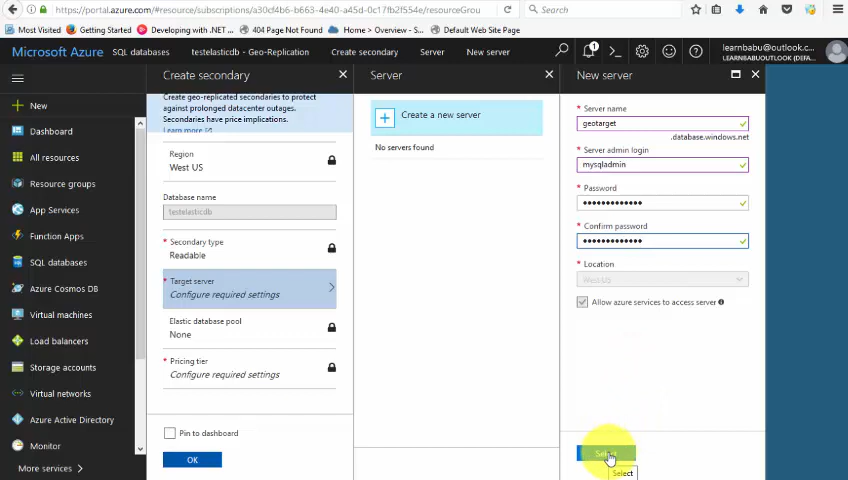 https://portal.azure.com/#resource/subscriptions/a30cf4b6-b663-4e40-a45d-0c17fb2f554e/resourceGrou
Search
Most Visited
Getting Started
Developing with .NET ...
404 Page Not Found
Home > Overview - S...
Default Web Site Page
Microsoft Azure
SQL databases
testelasticdb - Geo-Replication
Create secondary
Server
New server
1
learnbabu@outlook.c...
LEARNBABUOUTLOOK (DEFA...
New
Dashboard
All resources
Resource groups
App Services
Function Apps
SQL databases
Azure Cosmos DB
Virtual machines
Load balancers
Storage accounts
Virtual networks
Azure Active Directory
Monitor
More services
Create secondary
Create geo-replicated secondaries to protect
against prolonged datacenter outages.
Secondaries have price implications.
Learn more
Region
West US
Database name
testelasticdb
* Secondary type
Readable
* Target server
Configure required settings
Elastic database pool
None
* Pricing tier
Configure required settings
Pin to dashboard
OK
Server
Create a new server
No servers found
New server
* Server name
geotarget
.database.windows.net
* Server admin login
mysqladmin
* Password
•••••••••••••
* Confirm password
•••••••••••••
* Location
West US
Allow azure services to access server
Select
Select